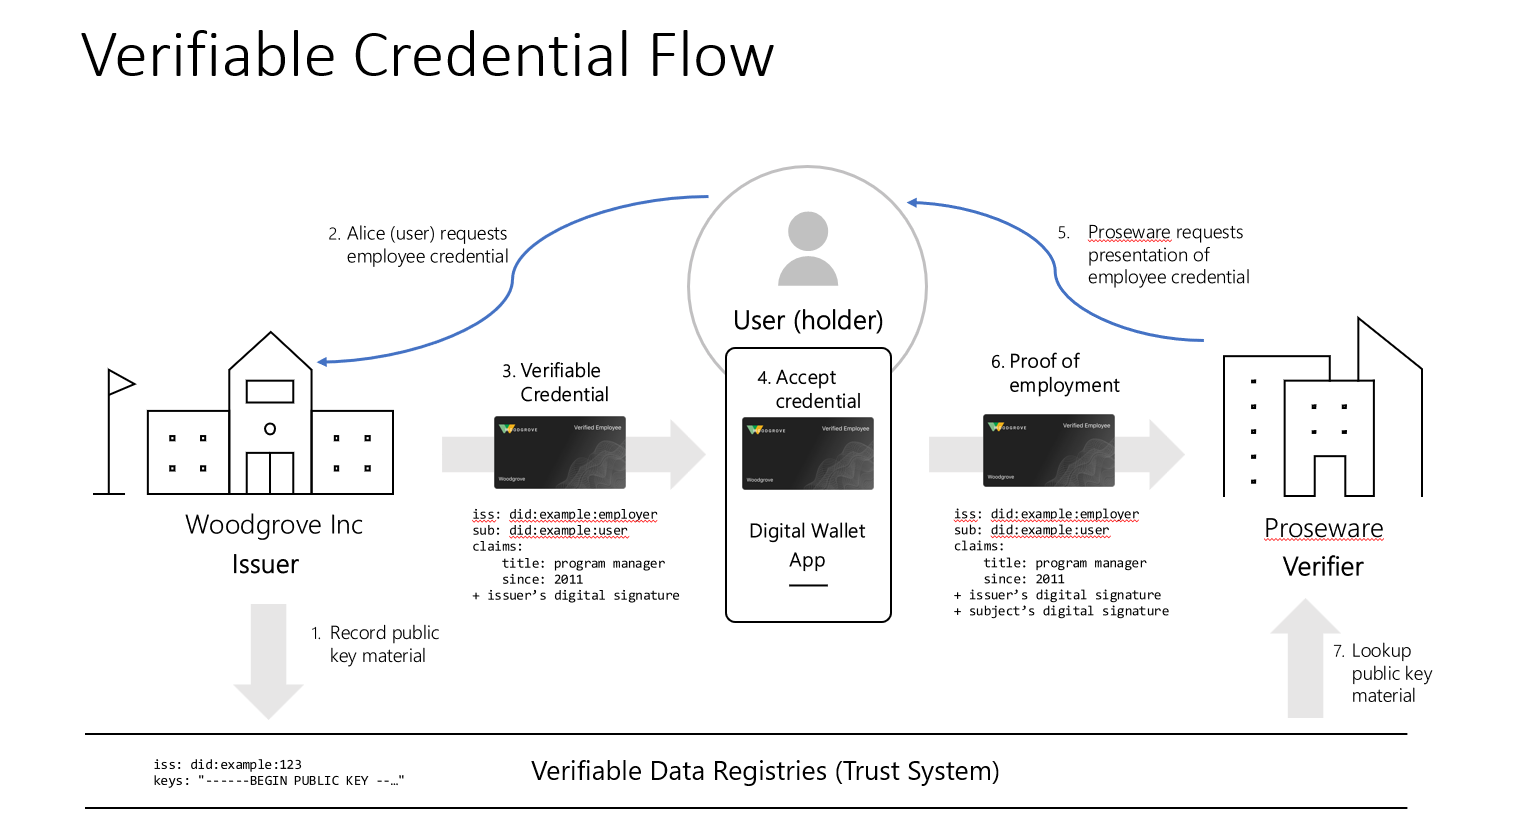 Verifiable Credential Flow
2. Alice (user) requests
employee credential
5. Proseware requests
presentation of
employee credential
User (holder)
3. Verifiable
Credential
4. Accept
credential
6. Proof of
employment
WOODGROVE
Verified Employee
Woodgrove
WOODGROVE
Verified Employee
Woodgrove
WOODGROVE
Verified Employee
Woodgrove
iss: did:example:employer
sub: did:example:user
claims:
title: program manager
since: 2011
+ issuer’s digital signature
Digital Wallet
App
iss: did:example:employer
sub: did:example:user
claims:
title: program manager
since: 2011
+ issuer’s digital signature
+ subject’s digital signature
Woodgrove Inc
Issuer
Proseware
Verifier
1. Record public
key material
7. Lookup
public key
material
iss: did:example:123
keys: "------BEGIN PUBLIC KEY --…"
Verifiable Data Registries (Trust System)